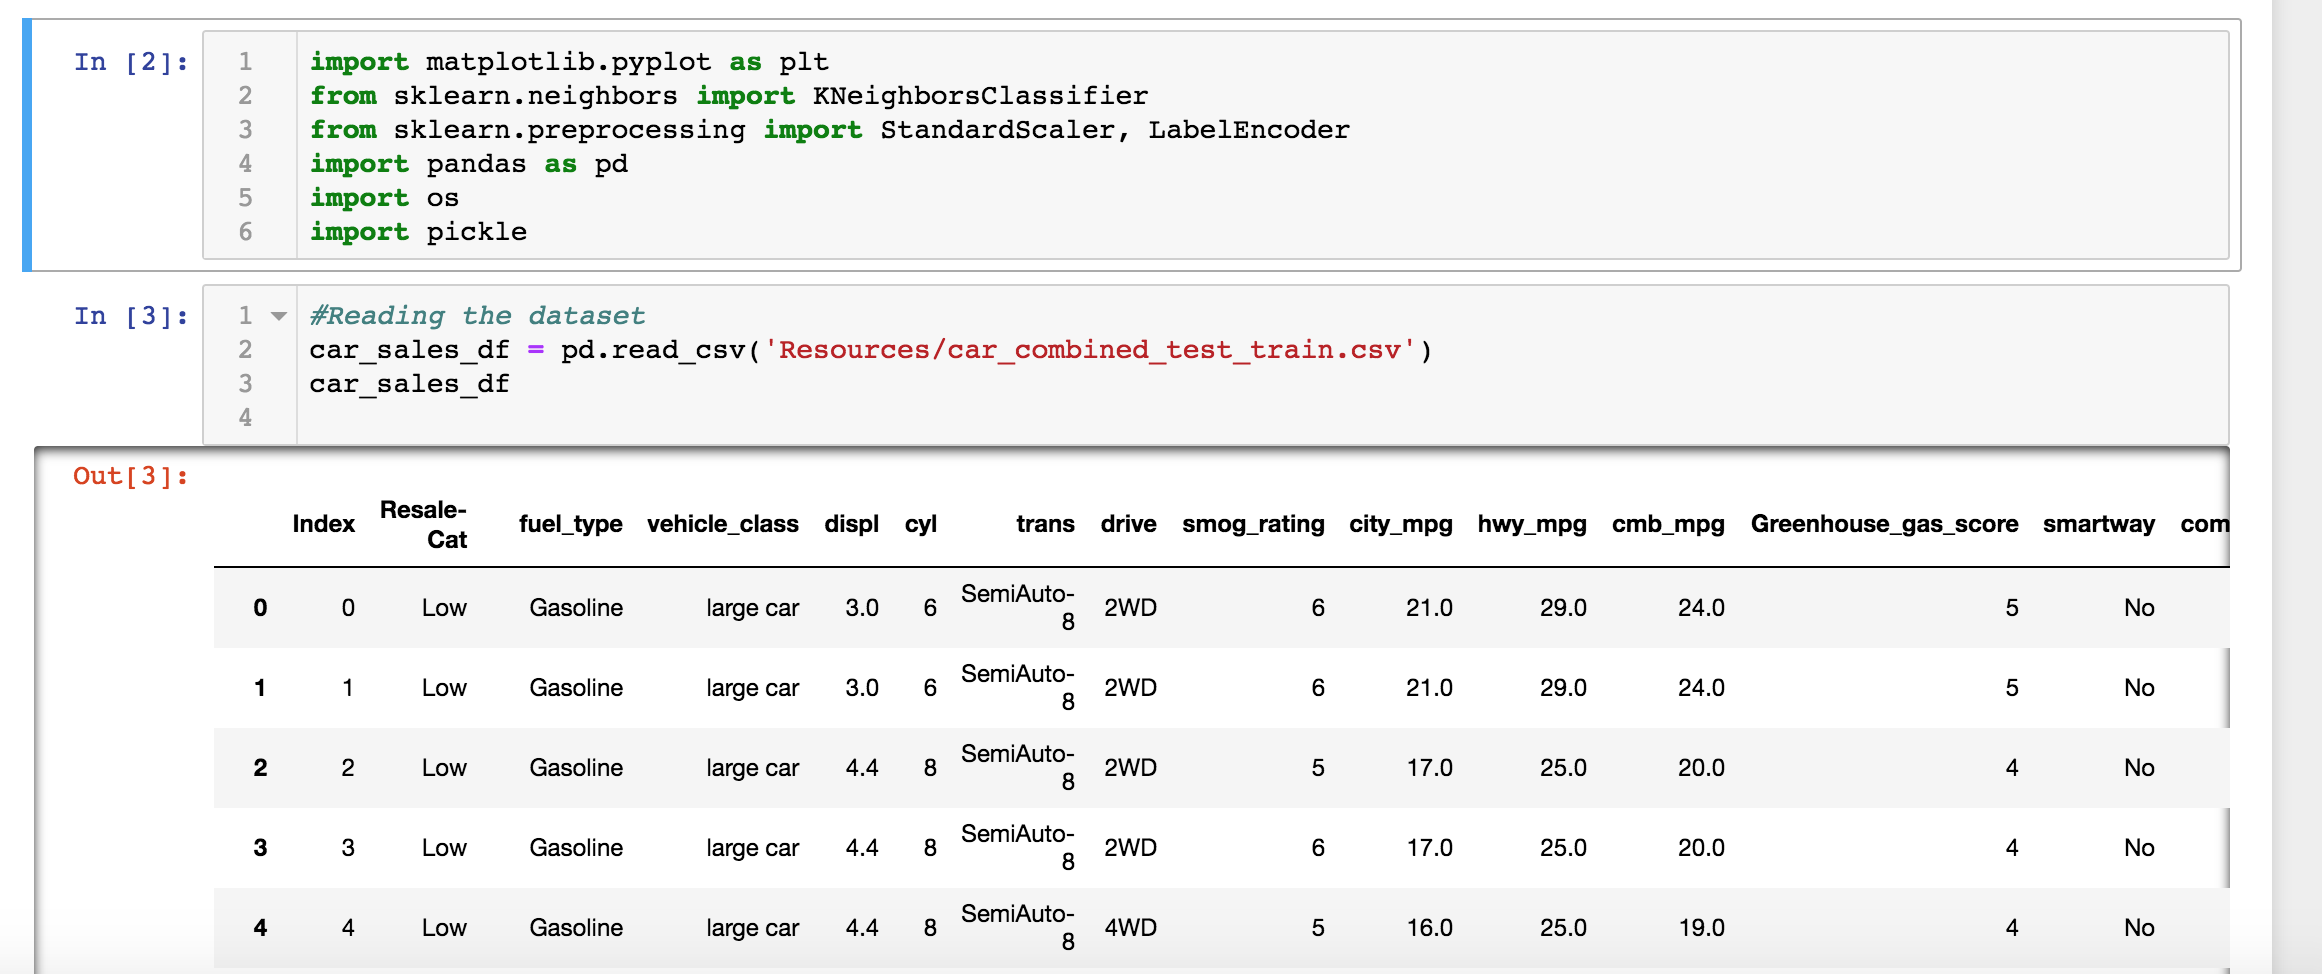 In [2]:
1 import matplotlib.pyplot as plt
2 from sklearn.neighbors import KNeighborsClassifier
3 from sklearn.preprocessing import StandardScaler, LabelEncoder
4 import pandas as pd
5 import os
6 import pickle
In [3]:
1 #Reading the dataset
2 car_sales_df = pd.read_csv('Resources/car_combined_test_train.csv')
3 car_sales_df
4
Out[3]:
Index Resale-Cat fuel_type vehicle_class displ cyl trans drive smog_rating city_mpg hwy_mpg cmb_mpg Greenhouse_gas_score smartway com
0 0 Low Gasoline large car 3.0 6 SemiAuto-8 2WD 6 21.0 29.0 24.0 5 No
1 1 Low Gasoline large car 3.0 6 SemiAuto-8 2WD 6 21.0 29.0 24.0 5 No
2 2 Low Gasoline large car 4.4 8 SemiAuto-8 2WD 5 17.0 25.0 20.0 4 No
3 3 Low Gasoline large car 4.4 8 SemiAuto-8 2WD 6 17.0 25.0 20.0 4 No
4 4 Low Gasoline large car 4.4 8 SemiAuto-8 4WD 5 16.0 25.0 19.0 4 No